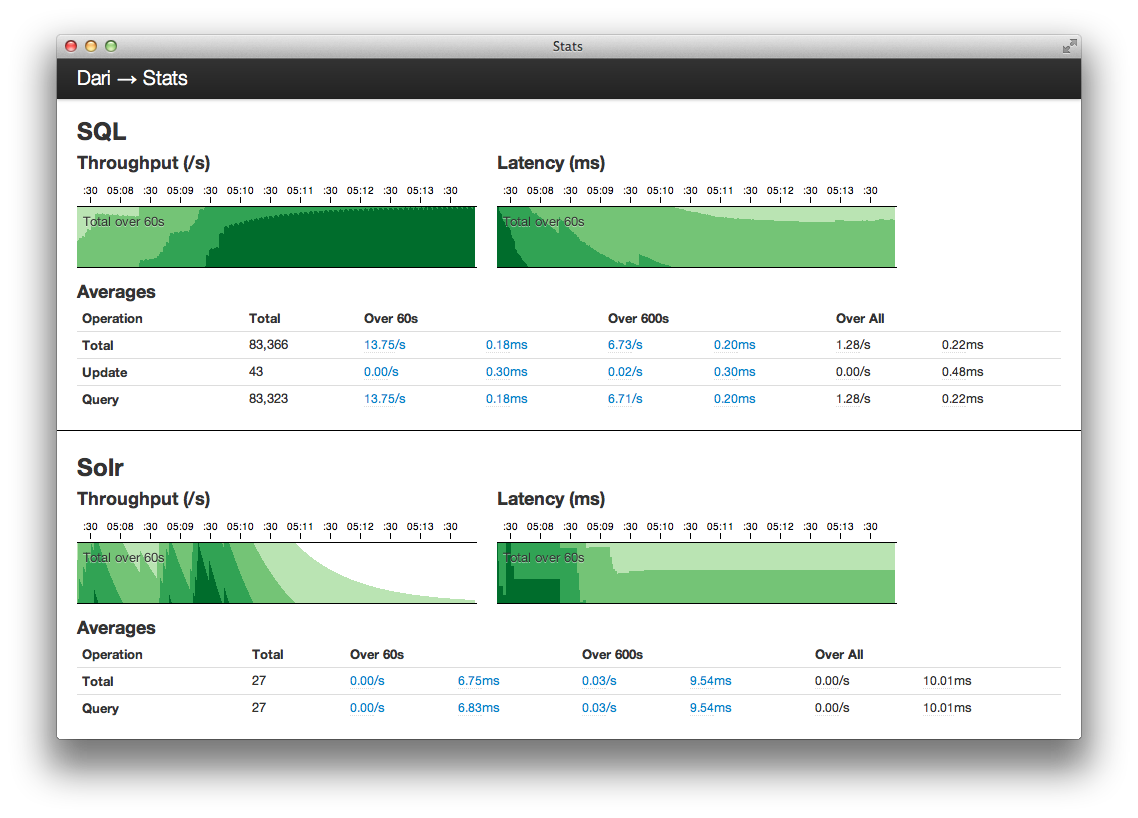 Stats
Dari → Stats
SQL
Throughput (/s)
Latency (ms)
:30 05:08 :30 05:09 :30 05:10 :30 05:11 :30 05:12 :30 05:13 :30
:30 05:08 :30 05:09 :30 05:10 :30 05:11 :30 05:12 :30 05:13 :30
Total over 60s
Total over 60s
Averages
Operation Total Over 60s Over 600s Over All
Total 83,366 13.75/s 0.18ms 6.73/s 0.20ms 1.28/s 0.22ms
Update 43 0.00/s 0.30ms 0.02/s 0.30ms 0.00/s 0.48ms
Query 83,323 13.75/s 0.18ms 6.71/s 0.20ms 1.28/s 0.22ms
Solr
Throughput (/s)
Latency (ms)
:30 05:08 :30 05:09 :30 05:10 :30 05:11 :30 05:12 :30 05:13 :30
:30 05:08 :30 05:09 :30 05:10 :30 05:11 :30 05:12 :30 05:13 :30
Total over 60s
Total over 60s
Averages
Operation Total Over 60s Over 600s Over All
Total 27 0.00/s 6.75ms 0.03/s 9.54ms 0.00/s 10.01ms
Query 27 0.00/s 6.83ms 0.03/s 9.54ms 0.00/s 10.01ms